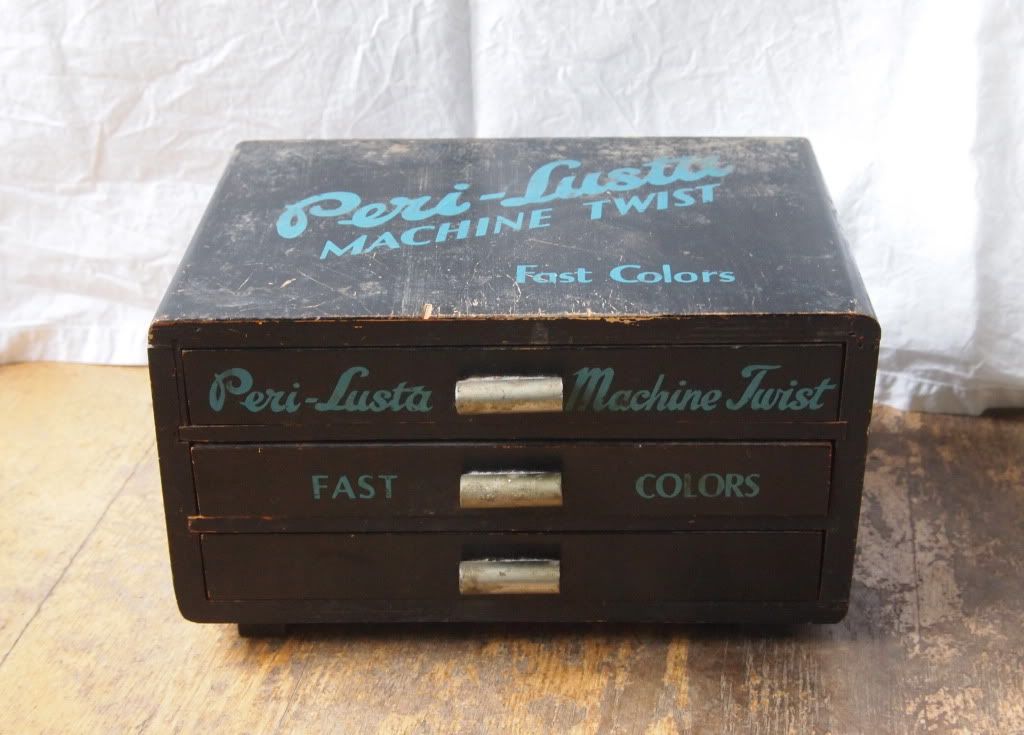 Peri-Lusta
MACHINE TWIST
Fast Colors
Peri-Lusta Machine Twist
FAST COLORS